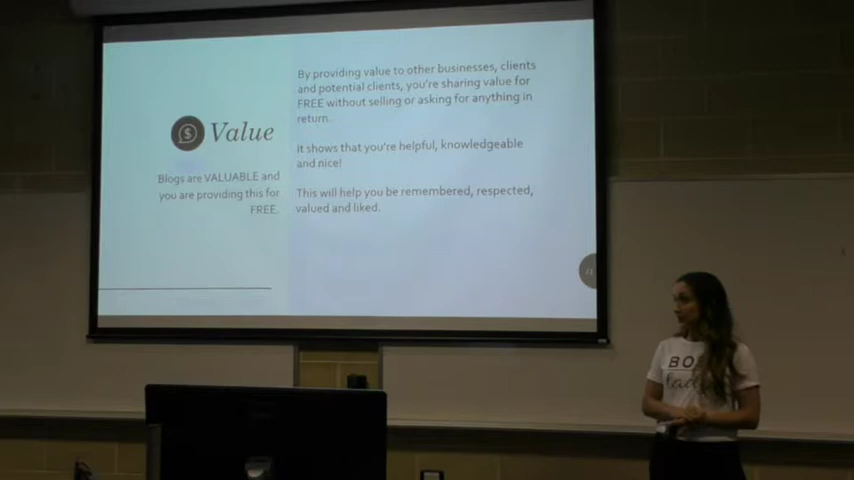 By providing value to other businesses, clients
and potential clients, you're sharing value for
FREE without selling or asking for anything in
return.
$ Value
It shows that you're helpful, knowledgeable
and nice!
Blogs are VALUABLE and
you are providing this for
FREE.
This will help you be remembered, respected,
valued and liked.